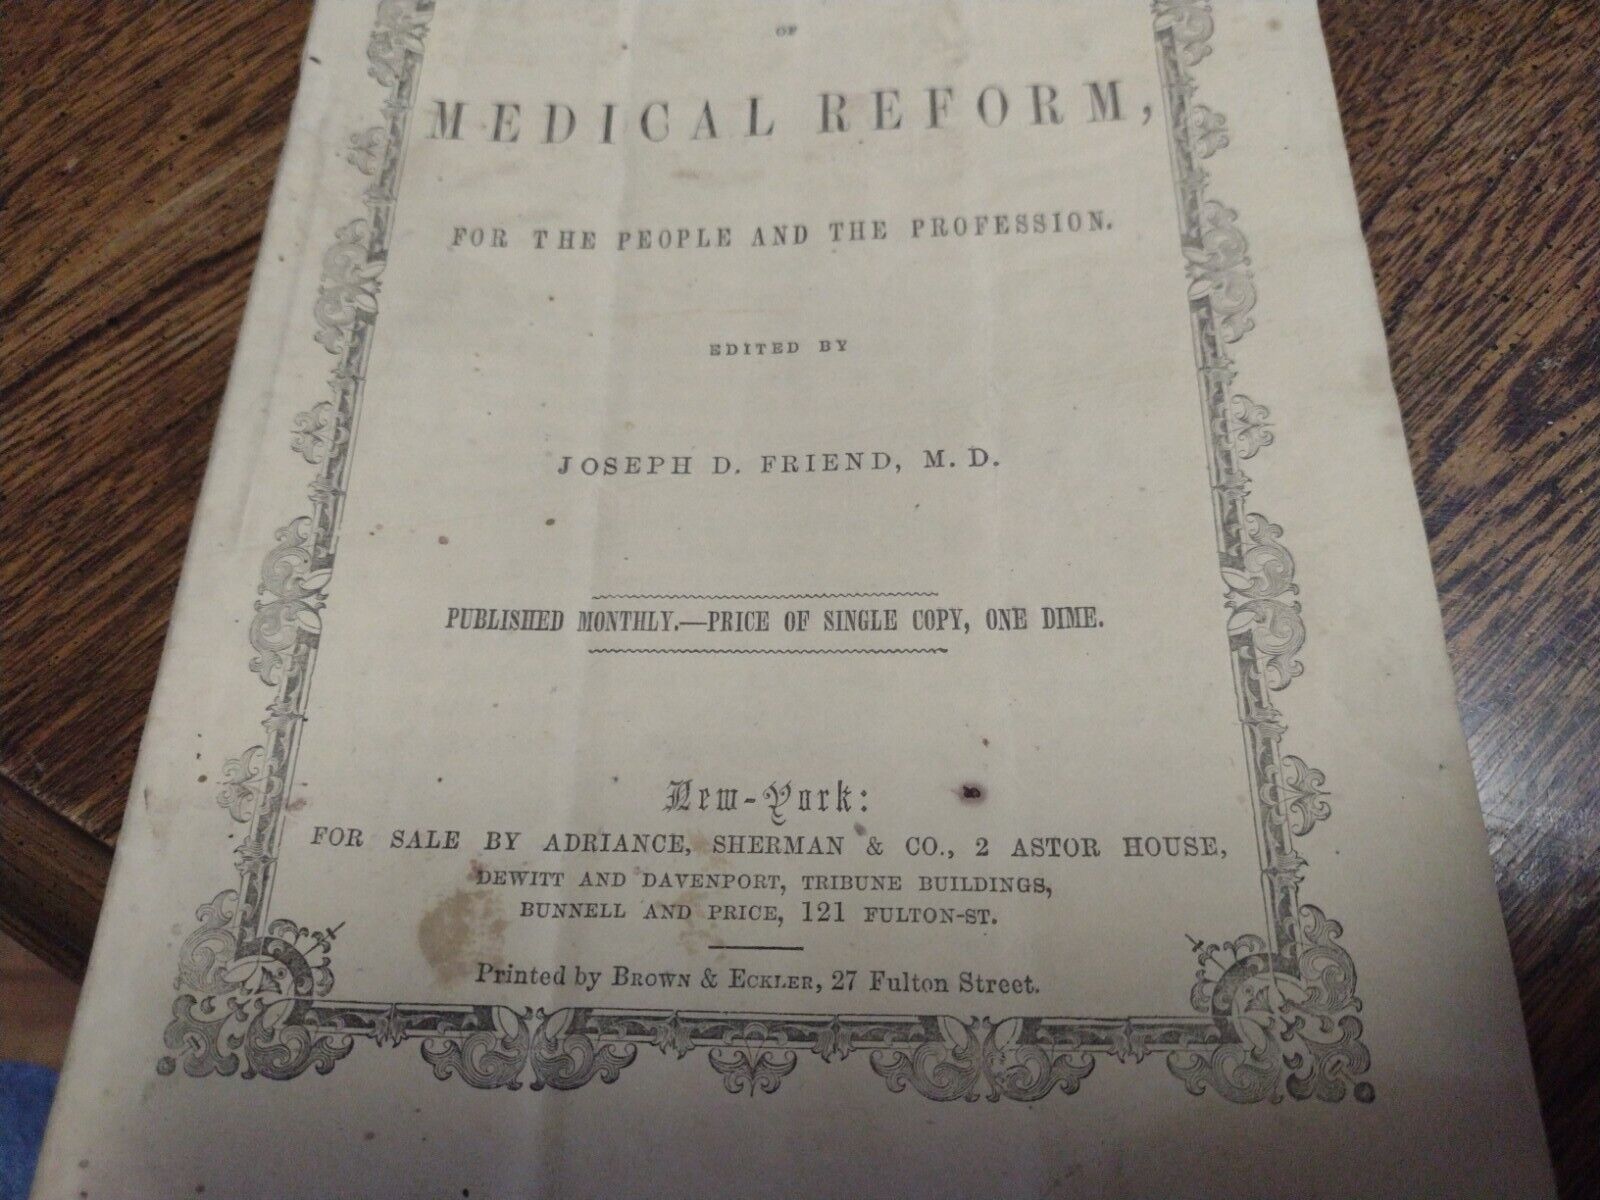 OF
MEDICAL REFORM,
FOR THE PEOPLE AND THE PROFESSION.
EDITED BY
JOSEPH D. FRIEND, M. D.
PUBLISHED MONTHLY.—PRICE OF SINGLE COPY, ONE DIME.
New-York:
FOR SALE BY ADRIANCE, SHERMAN & CO., 2 ASTOR HOUSE,
DEWITT AND DAVENPORT, TRIBUNE BUILDINGS,
BUNNELL AND PRICE, 121 FULTON-ST.
Printed by BROWN & ECKLER, 27 Fulton Street.